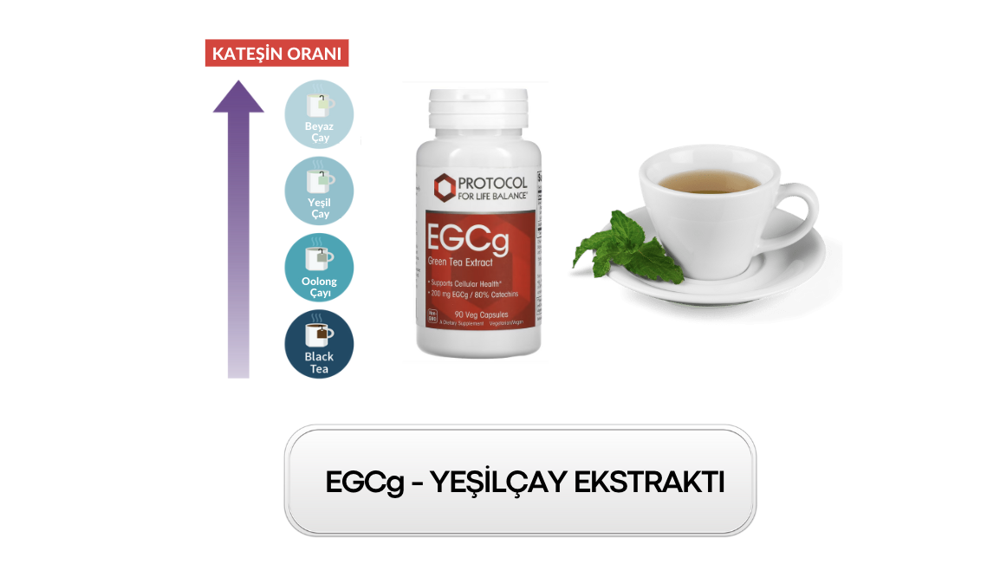 KATEŞİN ORANI
Beyaz
Çay
Yeşil
Çay
Oolong
Çayı
Black
Tea
PROTOCOL
FOR LIFE BALANCE®
EGCg
Green Tea Extract
• Supports Cellular Health*
• 200 mg EGCg / 80% Catechins
90 Veg Capsules
A Dietary Supplement Vegetarian/Vegan
EGCg - YEŞİLÇAY EKSTRAKTI